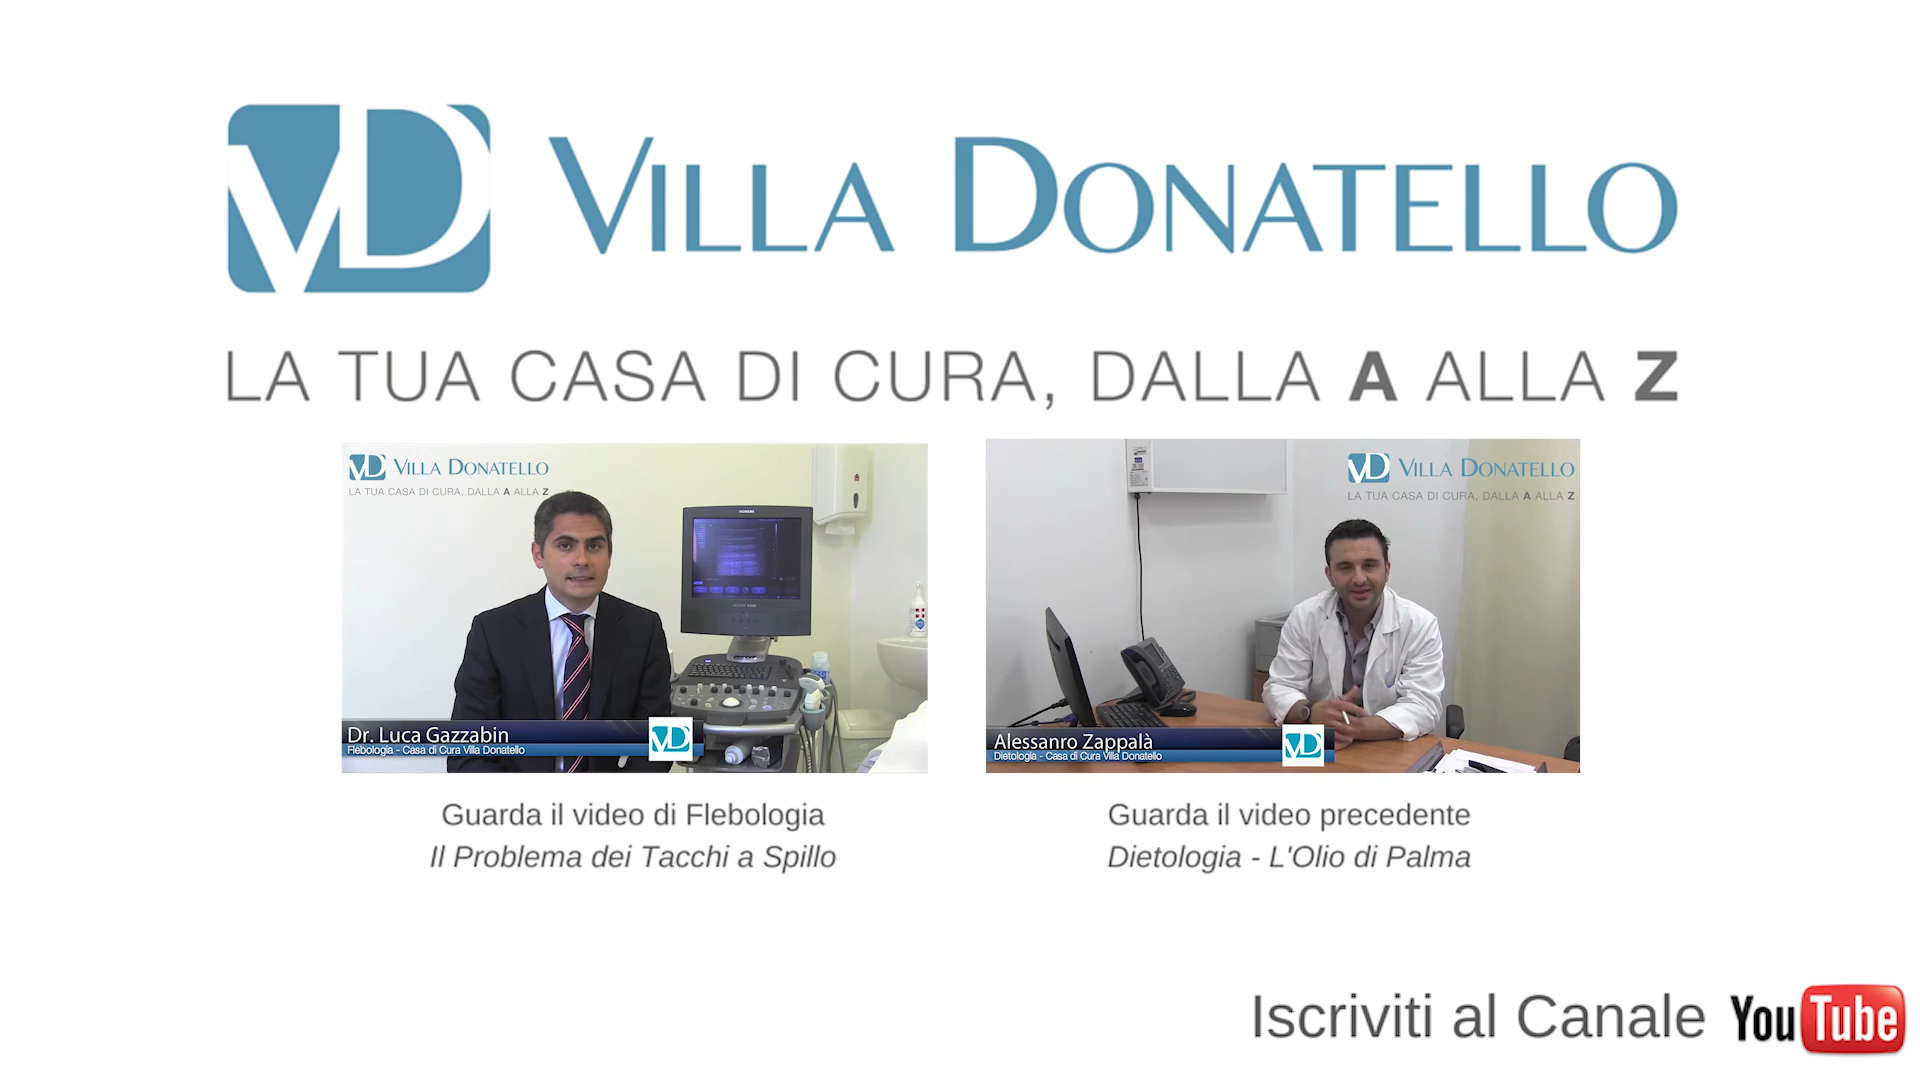 VD VILLA DONATELLO
LA TUA CASA DI CURA, DALLA A ALLA Z
VD VILLA DONATELLO
LA TUA CASA DI CURA, DALLA A ALLA Z
SIEMENS
Dr. Luca Gazzabin
Flebologia - Casa di Cura Villa Donatello
VD
VD VILLA DONATELLO
LA TUA CASA DI CURA, DALLA A ALLA Z
Alessanro Zappalà
Dietologia - Casa di Cura Villa Donatello
VD
Guarda il video di Flebologia
Il Problema dei Tacchi a Spillo
Guarda il video precedente
Dietologia - L'Olio di Palma
Iscriviti al Canale YouTube